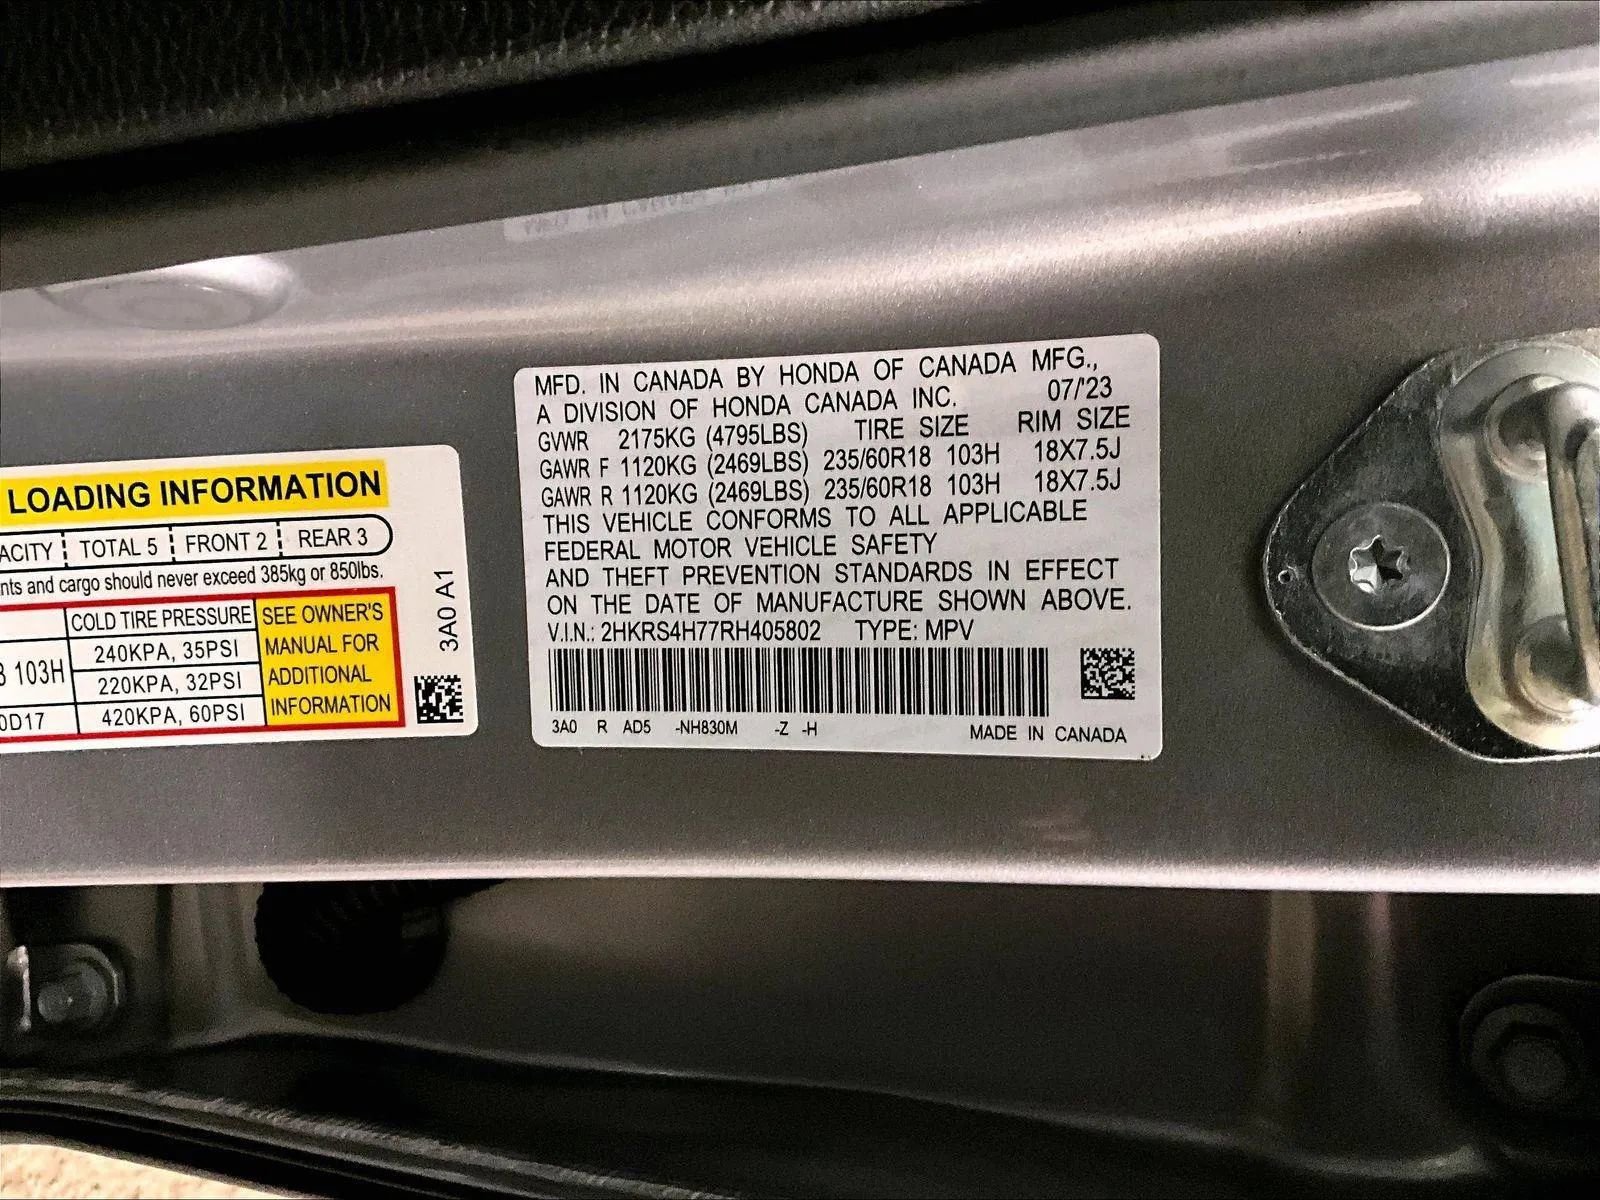 LOADING INFORMATION
ACITY TOTAL 5 FRONT 2 REAR 3
nts and cargo should never exceed 385kg or 850lbs.
COLD TIRE PRESSURE
103H 240KPA, 35PSI
220KPA, 32PSI
0D17 420KPA, 60PSI
SEE OWNER'S
MANUAL FOR
ADDITIONAL
INFORMATION
3A0 A1
MFD. IN CANADA BY HONDA OF CANADA MFG.,
A DIVISION OF HONDA CANADA INC. 07/'23
GVWR 2175KG (4795LBS) TIRE SIZE RIM SIZE
GAWR F 1120KG (2469LBS) 235/60R18 103H 18X7.5J
GAWR R 1120KG (2469LBS) 235/60R18 103H 18X7.5J
THIS VEHICLE CONFORMS TO ALL APPLICABLE
FEDERAL MOTOR VEHICLE SAFETY
AND THEFT PREVENTION STANDARDS IN EFFECT
ON THE DATE OF MANUFACTURE SHOWN ABOVE.
V.I.N.: 2HKRS4H77RH405802 TYPE: MPV
3A0 R AD5 -NH830M -Z -H MADE IN CANADA